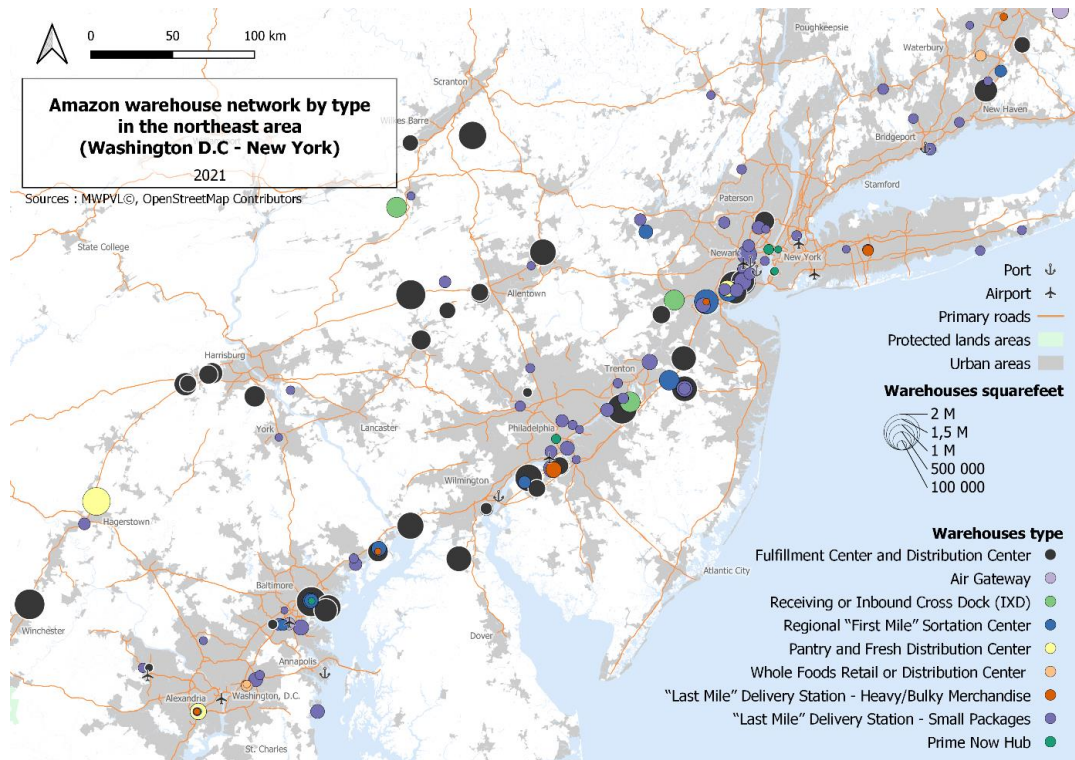 0 50 100 km
Amazon warehouse network by type
in the northeast area
(Washington D.C - New York)
2021
Sources : MWPVL©, OpenStreetMap Contributors
Poughkeepsie
Waterbury
Scranton
New Haven
Wilkes Barre
Bridgeport
Stamford
Paterson
State College
Newark
New York
Allentown
Harrisburg
Trenton
York
Lancaster
Philadelphia
Wilmington
Hagerstown
Atlantic City
Baltimore
Winchester
Dover
Annapolis
Alexandria
Washington, D.C.
St. Charles
Port
Airport
Primary roads
Protected lands areas
Urban areas
Warehouses squarefeet
2 M
1,5 M
1 M
500 000
100 000
Warehouses type
Fulfillment Center and Distribution Center
Air Gateway
Receiving or Inbound Cross Dock (IXD)
Regional “First Mile” Sortation Center
Pantry and Fresh Distribution Center
Whole Foods Retail or Distribution Center
“Last Mile” Delivery Station - Heavy/Bulky Merchandise
“Last Mile” Delivery Station - Small Packages
Prime Now Hub